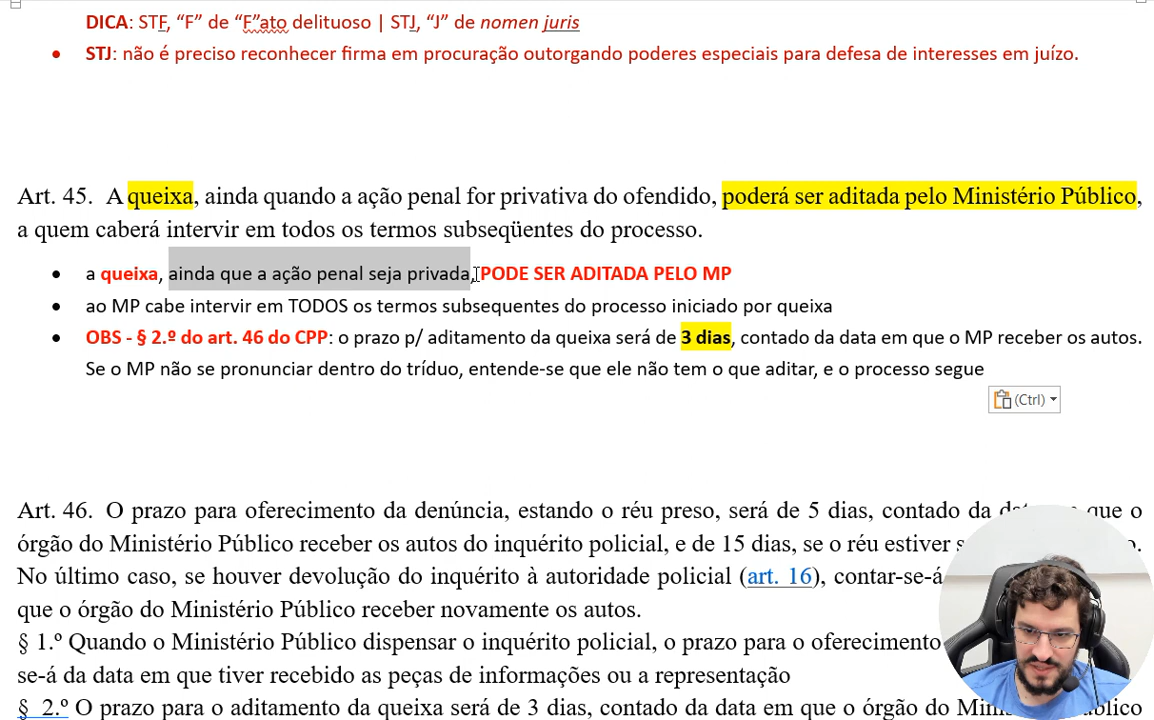 DICA: STF, “F” de “F”ato delituoso | STJ, “J” de nomen juris
• STJ: não é preciso reconhecer firma em procuração outorgando poderes especiais para defesa de interesses em juízo.
Art. 45. A queixa, ainda quando a ação penal for privativa do ofendido, poderá ser aditada pelo Ministério Público,
a quem caberá intervir em todos os termos subseqüentes do processo.
• a queixa, ainda que a ação penal seja privada, PODE SER ADITADA PELO MP
• ao MP cabe intervir em TODOS os termos subsequentes do processo iniciado por queixa
• OBS - § 2.º do art. 46 do CPP: o prazo p/ aditamento da queixa será de 3 dias, contado da data em que o MP receber os autos.
Se o MP não se pronunciar dentro do tríduo, entende-se que ele não tem o que aditar, e o processo segue
(Ctrl)
Art. 46. O prazo para oferecimento da denúncia, estando o réu preso, será de 5 dias, contado da que o
órgão do Ministério Público receber os autos do inquérito policial, e de 15 dias, se o réu estiver
No último caso, se houver devolução do inquérito à autoridade policial (art. 16), contar-se-á
que o órgão do Ministério Público receber novamente os autos.
§ 1.º Quando o Ministério Público dispensar o inquérito policial, o prazo para o oferecimento
se-á da data em que tiver recebido as peças de informações ou a representação
§ 2.º O prazo para o aditamento da queixa será de 3 dias, contado da data em que o órgão do